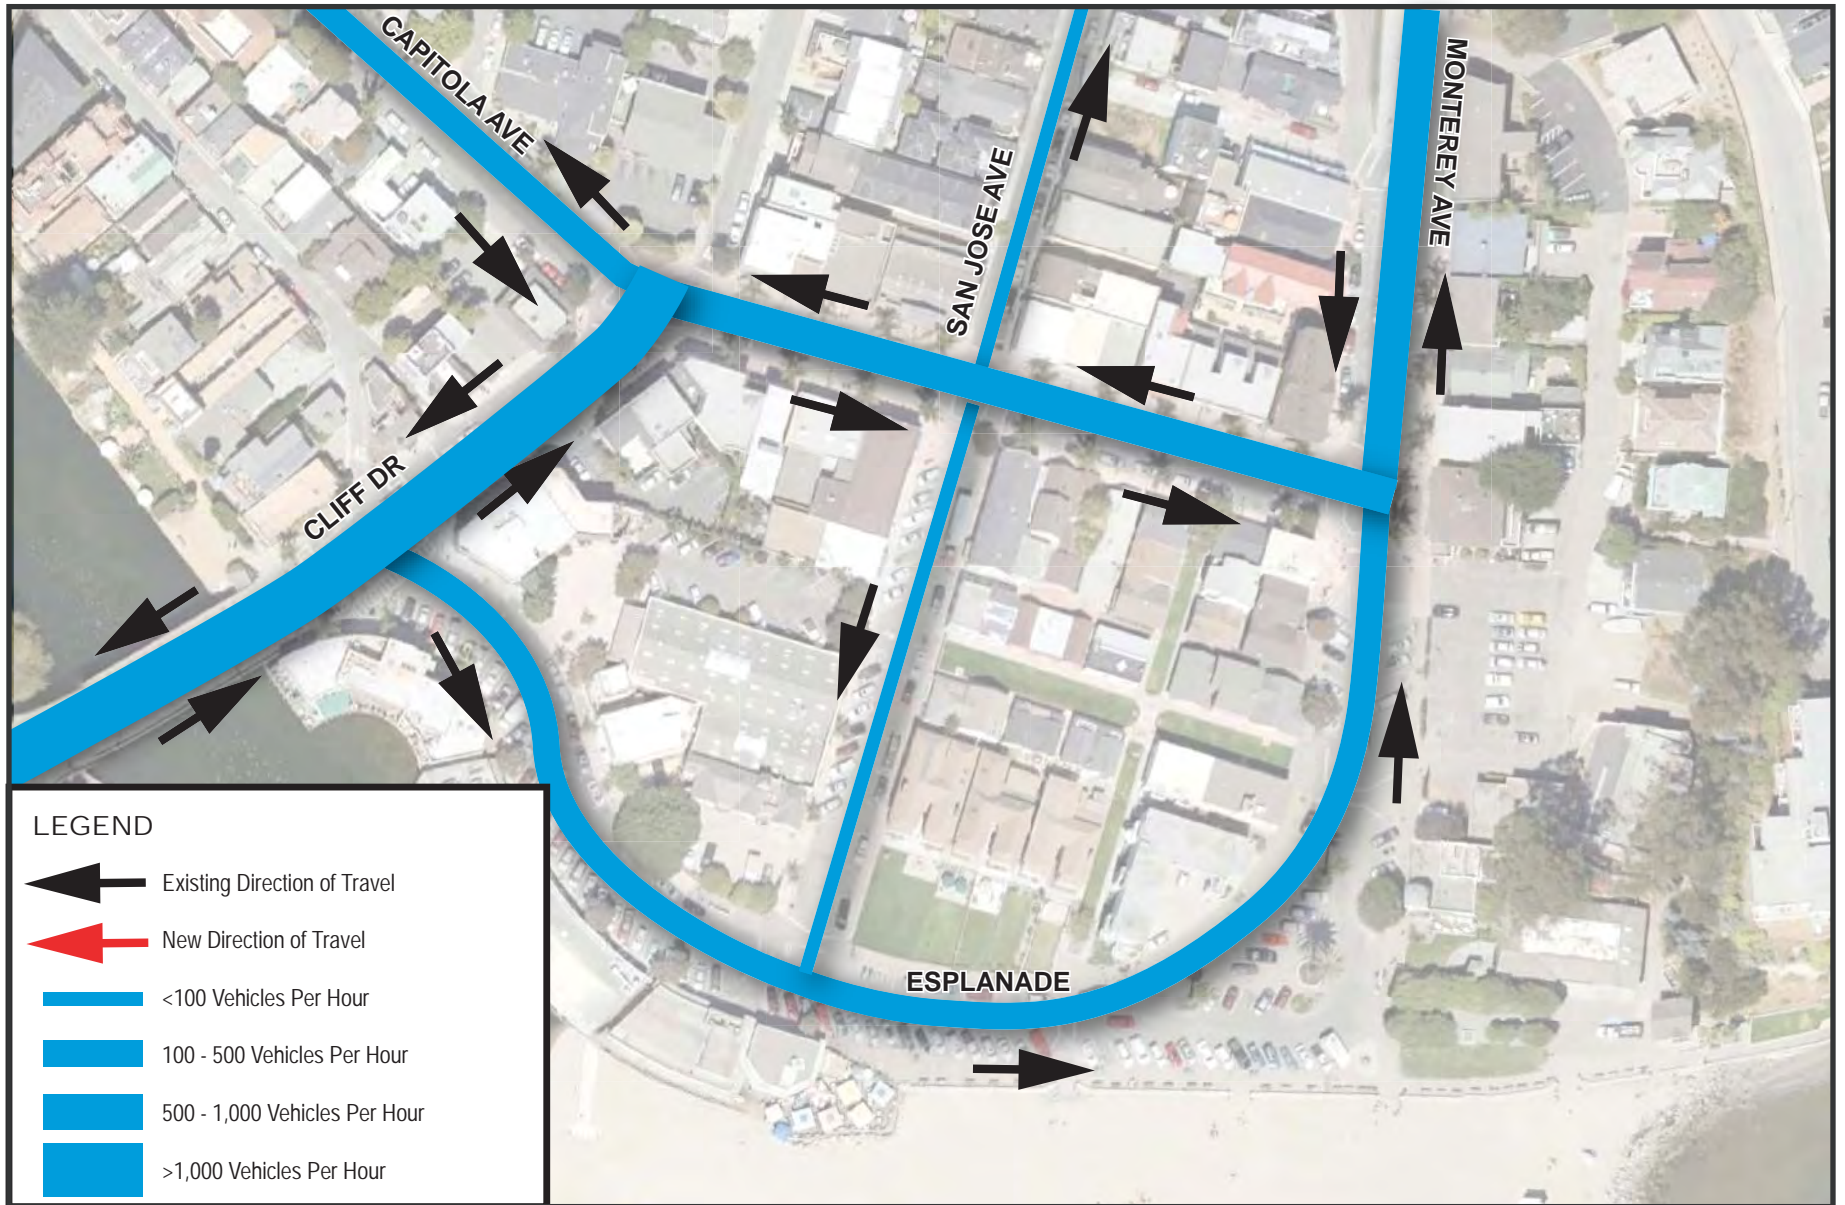 CAPITOLA AVE
SAN JOSE AVE
MONTEREY AVE
CLIFF DR
ESPLANADE
LEGEND
Existing Direction of Travel
New Direction of Travel
<100 Vehicles Per Hour
100 - 500 Vehicles Per Hour
500 - 1,000 Vehicles Per Hour
>1,000 Vehicles Per Hour